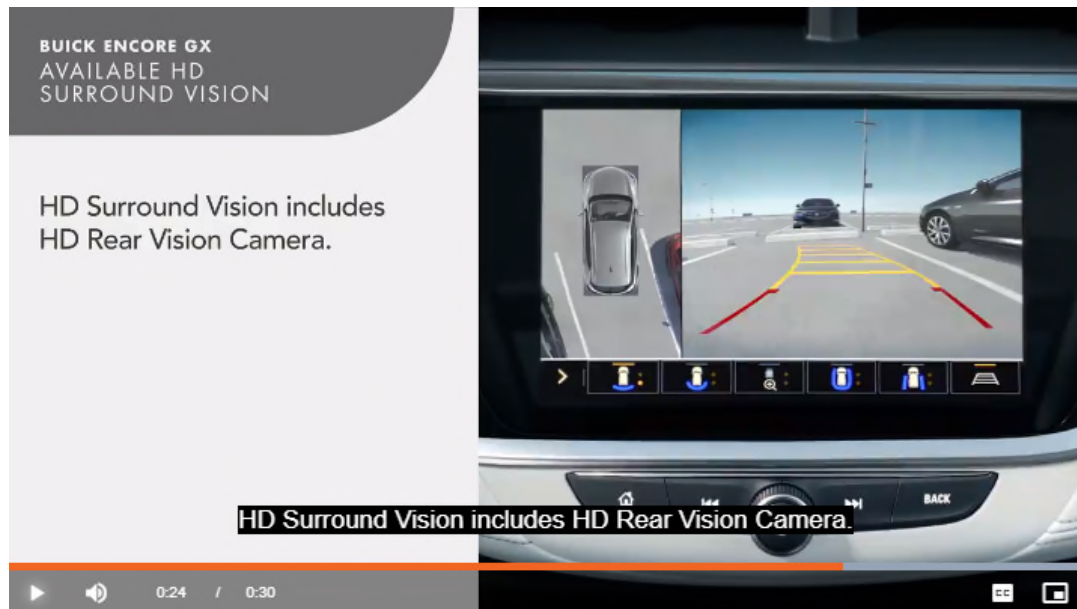 BUICK ENCORE GX
AVAILABLE HD
SURROUND VISION
HD Surround Vision includes
HD Rear Vision Camera.
BACK
HD Surround Vision includes HD Rear Vision Camera.
0:24 / 0:30
CC